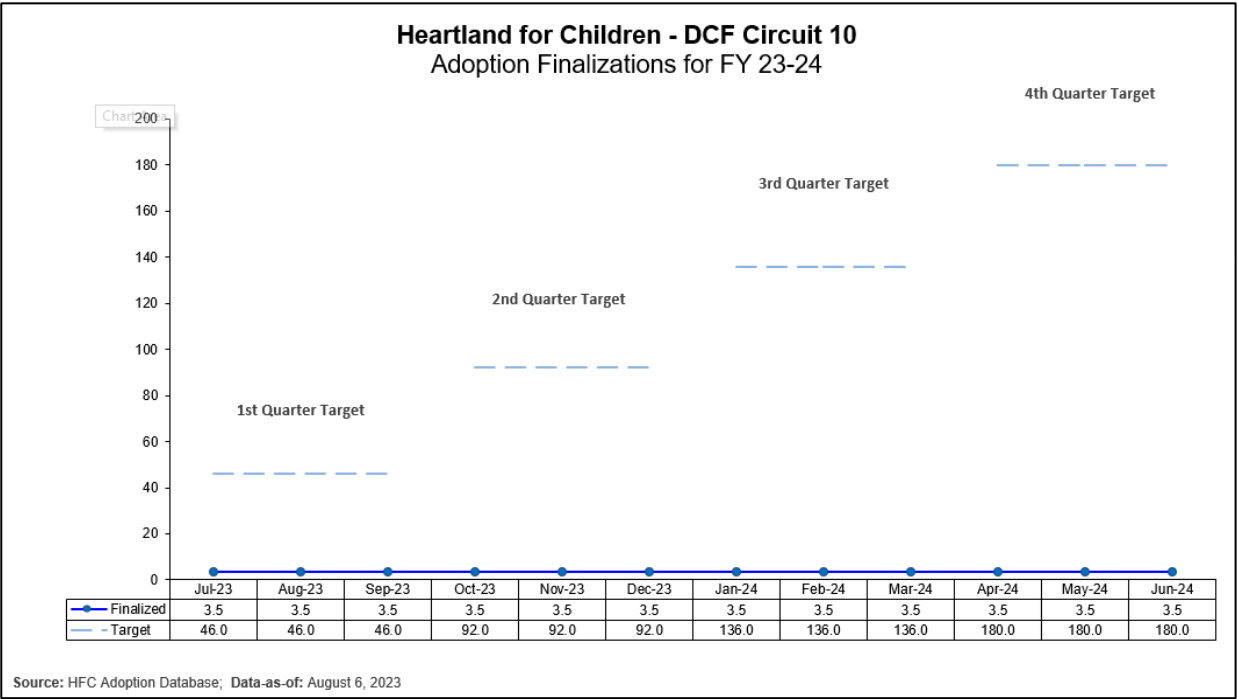 Heartland for Children - DCF Circuit 10
Adoption Finalizations for FY 23-24
4th Quarter Target
Chart Area
200
180
3rd Quarter Target
160
140
2nd Quarter Target
120
100
80
1st Quarter Target
60
40
20
0
Jul-23 Aug-23 Sep-23 Oct-23 Nov-23 Dec-23 Jan-24 Feb-24 Mar-24 Apr-24 May-24 Jun-24
Finalized 3.5 3.5 3.5 3.5 3.5 3.5 3.5 3.5 3.5 3.5 3.5 3.5
Target 46.0 46.0 46.0 92.0 92.0 92.0 136.0 136.0 136.0 180.0 180.0 180.0
Source: HFC Adoption Database; Data-as-of: August 6, 2023